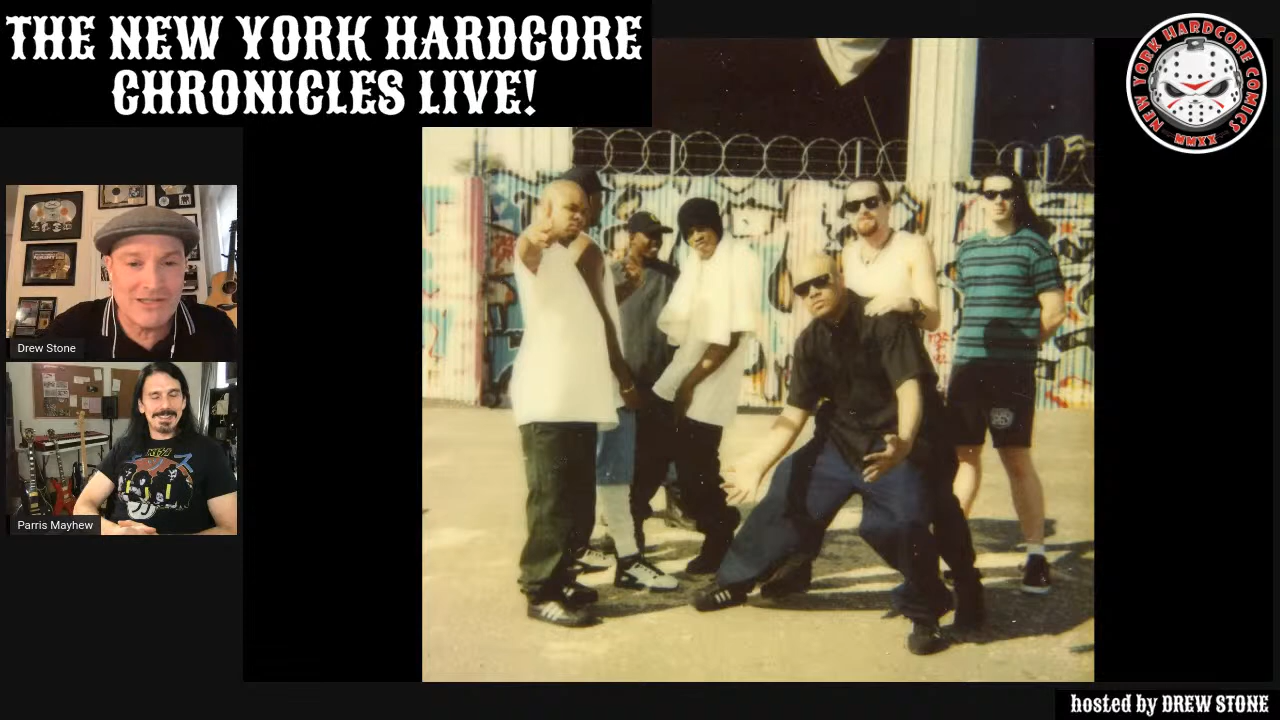 THE NEW YORK HARDCORE
CHRONICLES LIVE!
NEW YORK HARDCORE COMICS
MMXX
Drew Stone
Parris Mayhew
hosted by DREW STONE